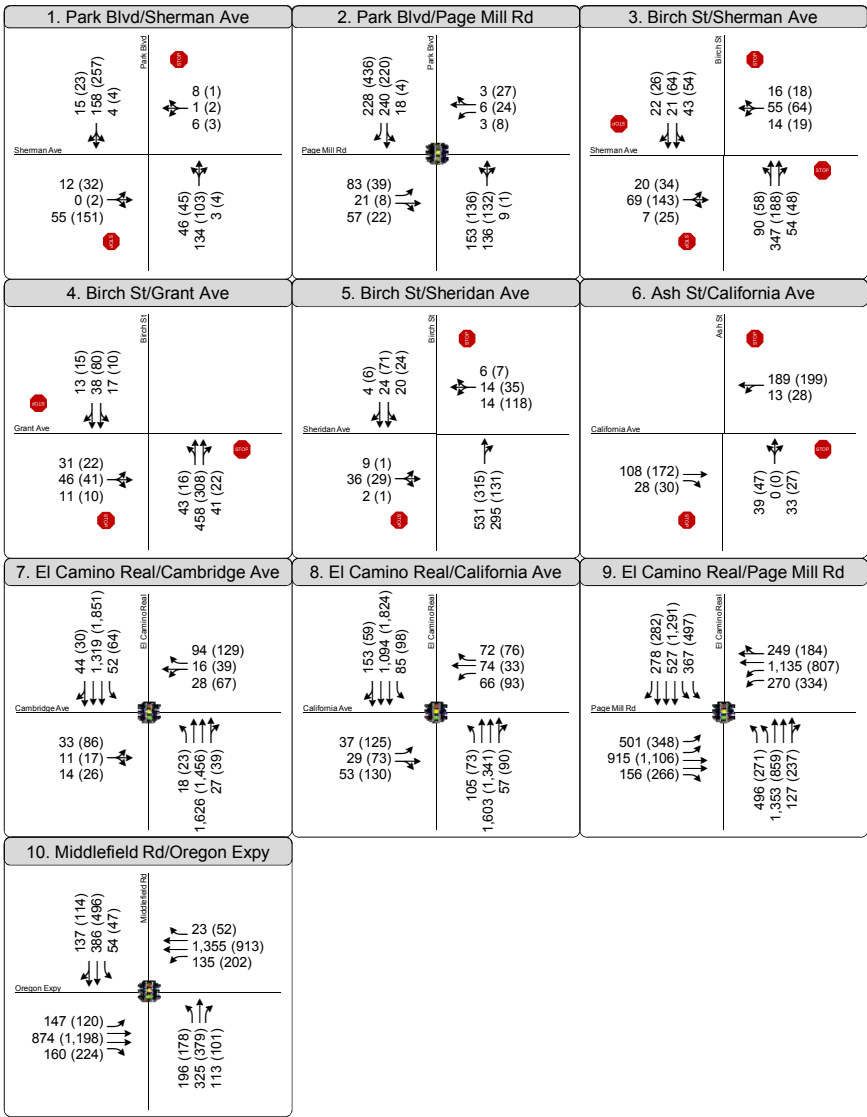 1. Park Blvd/Sherman Ave
Park Blvd
STOP
15 (23)
158 (257)
4 (4)
8 (1)
1 (2)
6 (3)
Sherman Ave
12 (32)
0 (2)
55 (151)
STOP
46 (45)
134 (103)
3 (4)
2. Park Blvd/Page Mill Rd
Park Blvd
228 (436)
240 (220)
18 (4)
3 (27)
6 (24)
3 (8)
Page Mill Rd
83 (39)
21 (8)
57 (22)
153 (136)
136 (132)
9 (1)
3. Birch St/Sherman Ave
Birch St
STOP
22 (26)
21 (64)
43 (54)
16 (18)
55 (64)
14 (19)
STOP
Sherman Ave
STOP
20 (34)
69 (143)
7 (25)
STOP
90 (58)
347 (188)
54 (48)
4. Birch St/Grant Ave
Birch St
13 (15)
38 (80)
17 (10)
STOP
Grant Ave
STOP
31 (22)
46 (41)
11 (10)
STOP
43 (16)
458 (308)
41 (22)
5. Birch St/Sheridan Ave
Birch St
STOP
4 (6)
24 (71)
20 (24)
6 (7)
14 (35)
14 (118)
Sheridan Ave
9 (1)
36 (29)
2 (1)
STOP
531 (315)
295 (131)
6. Ash St/California Ave
Ash St
STOP
189 (199)
13 (28)
California Ave
STOP
108 (172)
28 (30)
STOP
39 (47)
0 (0)
33 (27)
7. El Camino Real/Cambridge Ave
El Camino Real
44 (30)
1,319 (1,851)
52 (64)
94 (129)
16 (39)
28 (67)
Cambridge Ave
33 (86)
11 (17)
14 (26)
18 (23)
1,626 (1,456)
27 (39)
8. El Camino Real/California Ave
El Camino Real
153 (59)
1,094 (1,824)
85 (98)
72 (76)
74 (33)
66 (93)
California Ave
37 (125)
29 (73)
53 (130)
105 (73)
1,603 (1,341)
57 (90)
9. El Camino Real/Page Mill Rd
El Camino Real
278 (282)
527 (1,291)
367 (497)
249 (184)
1,135 (807)
270 (334)
Page Mill Rd
501 (348)
915 (1,106)
156 (266)
496 (271)
1,353 (859)
127 (237)
10. Middlefield Rd/Oregon Expy
Middlefield Rd
137 (114)
386 (496)
54 (47)
23 (52)
1,355 (913)
135 (202)
Oregon Expy
147 (120)
874 (1,198)
160 (224)
196 (178)
325 (379)
113 (101)